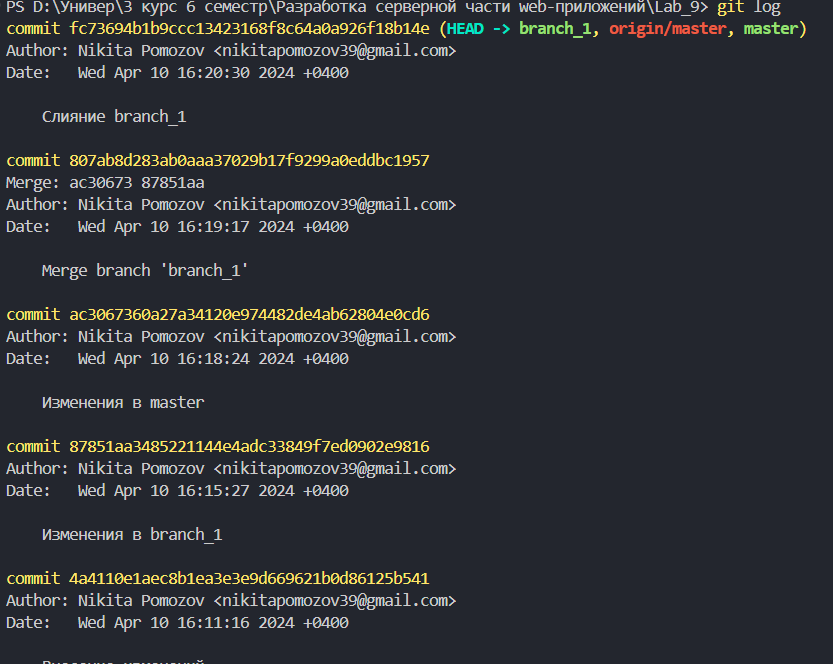 PS D:\Универ\3 курс 6 семестр\Разработка серверной части web-приложений\Lab_9> git log
commit fc73694b1b9ccc13423168f8c64a0a926f18b14e (HEAD -> branch_1, origin/master, master)
Author: Nikita Pomozov <nikitapomozov39@gmail.com>
Date:   Wed Apr 10 16:20:30 2024 +0400
Слияние branch_1
commit 807ab8d283ab0aaa37029b17f9299a0eddbc1957
Merge: ac30673 87851aa
Author: Nikita Pomozov <nikitapomozov39@gmail.com>
Date:   Wed Apr 10 16:19:17 2024 +0400
Merge branch 'branch_1'
commit ac3067360a27a34120e974482de4ab62804e0cd6
Author: Nikita Pomozov <nikitapomozov39@gmail.com>
Date:   Wed Apr 10 16:18:24 2024 +0400
Изменения в master
commit 87851aa3485221144e4adc33849f7ed0902e9816
Author: Nikita Pomozov <nikitapomozov39@gmail.com>
Date:   Wed Apr 10 16:15:27 2024 +0400
Изменения в branch_1
commit 4a4110e1aec8b1ea3e3e9d669621b0d86125b541
Author: Nikita Pomozov <nikitapomozov39@gmail.com>
Date:   Wed Apr 10 16:11:16 2024 +0400